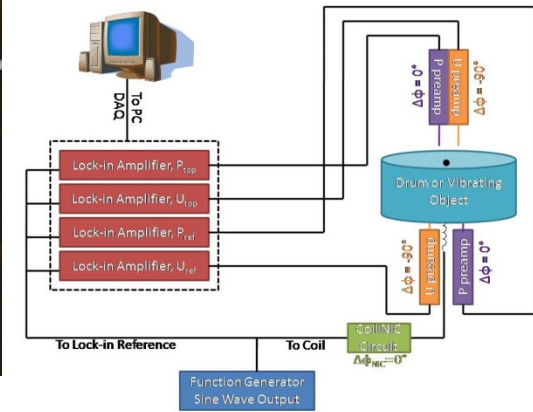 To PC
DAQ
Lock-in Amplifier, Ptop
Lock-in Amplifier, Utop
Lock-in Amplifier, Pref
Lock-in Amplifier, Uref
Δϕ = 0°
P preamp
U preamp
Δϕ = -90°
Drum or Vibrating
Object
Δϕ = -90°
U preamp
P preamp
Δϕ = 0°
To Lock-in Reference
To Coil
Coil/NIC
Circuit
ΔϕNIC=0°
Function Generator
Sine Wave Output